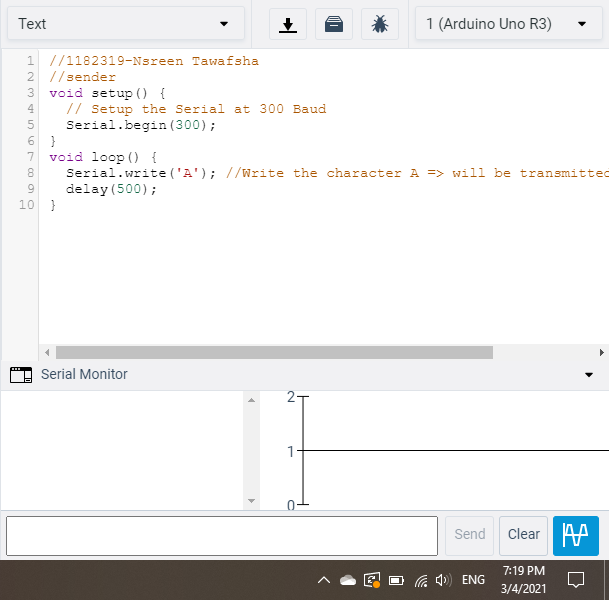 Text
1 (Arduino Uno R3)
1 //1182319-Nsreen Tawafsha
2 //sender
3 void setup() {
4 // Setup the Serial at 300 Baud
5 Serial.begin(300);
6 }
7 void loop() {
8 Serial.write('A'); //Write the character A => will be transmitted
9 delay(500);
10 }
Serial Monitor
2
1
0
Send
Clear
ENG
7:19 PM
3/4/2021